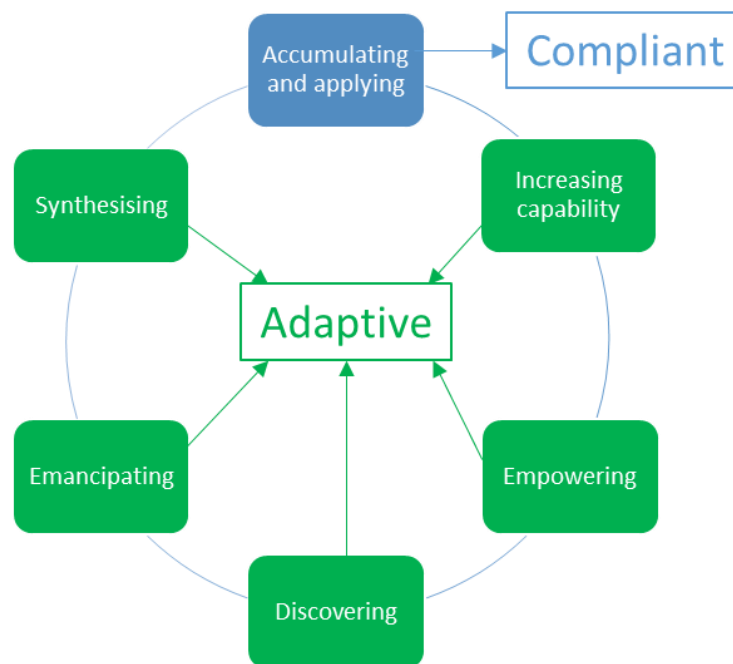 Accumulating
and applying
Compliant
Increasing
capability
Synthesising
Adaptive
Emancipating
Empowering
Discovering